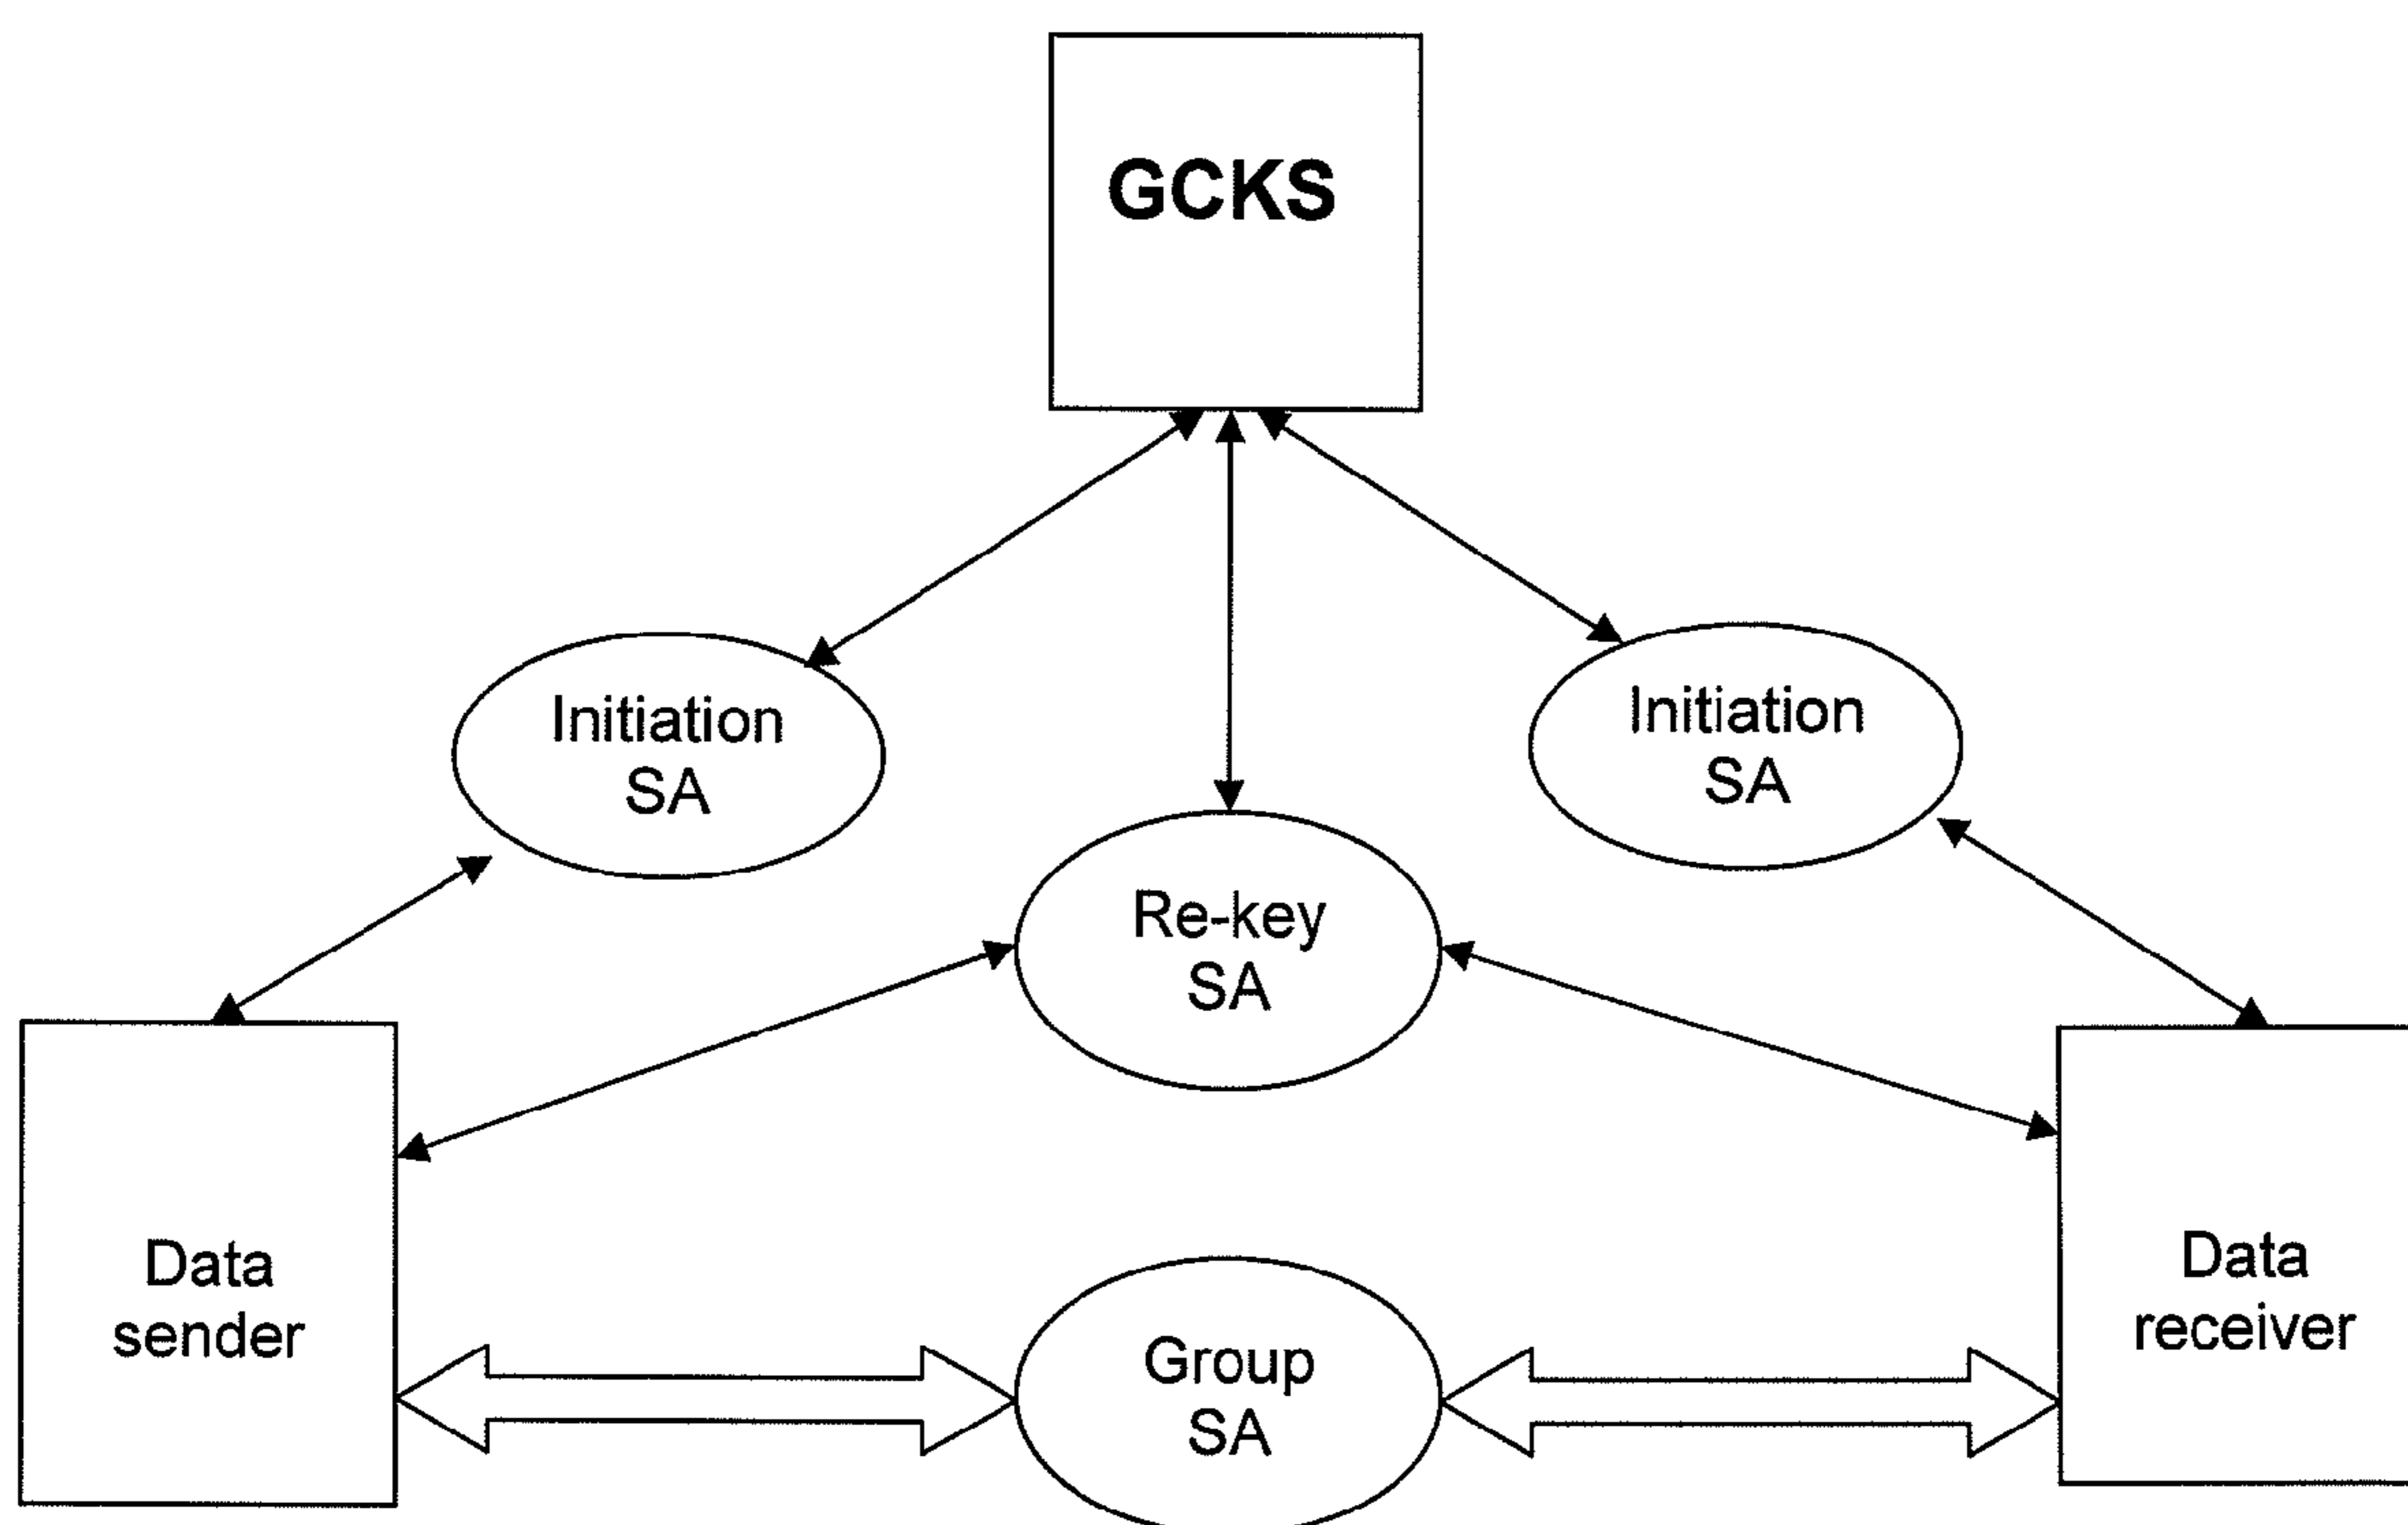 GCKS
Initiation
SA
Initiation
SA
Re-key
SA
Data
sender
Data
receiver
Group
SA